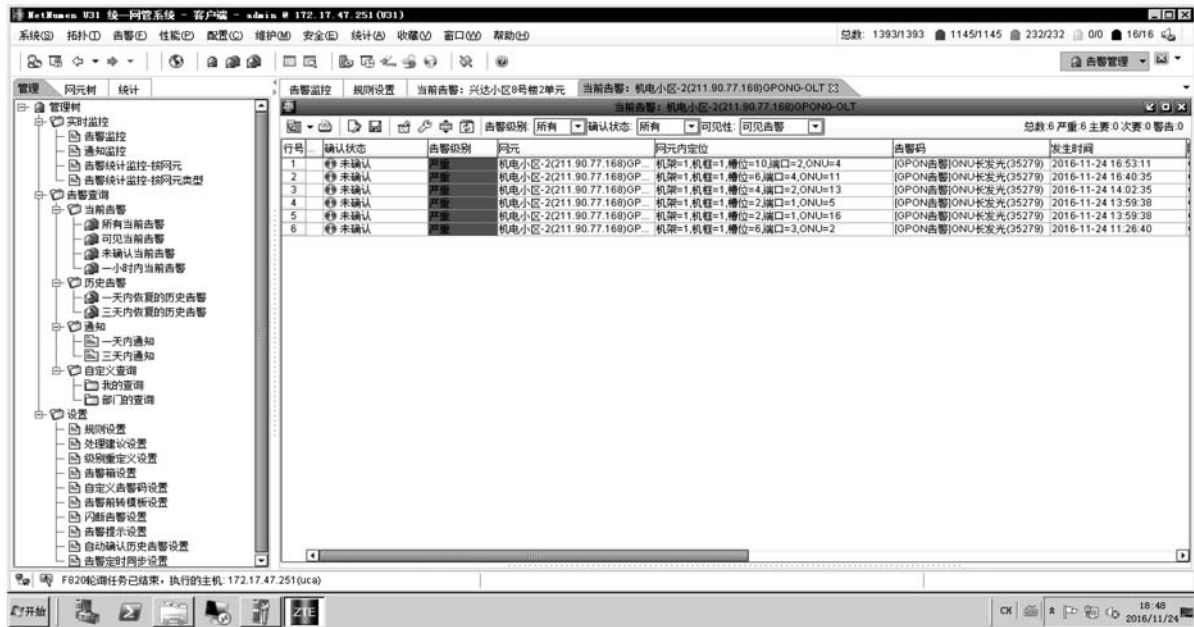 NetNumen U31 统一网管系统 - 客户端 - admin @ 172.17.47.251(U31)
系统(S) 拓扑(T) 告警(F) 性能(P) 配置(C) 维护(M) 安全(E) 统计(A) 收藏(V) 窗口(W) 帮助(H) 总数: 1393/1393 1145/1145 232/232 0/0 16/16
告警管理
管理 网元树 统计 告警监控 规则设置 当前告警: 兴达小区8号楼2单元 当前告警: 机电小区-2(211.90.77.168)GPONG-OLT
当前告警: 机电小区-2(211.90.77.168)GPONG-OLT
告警级别: 所有 确认状态: 所有 可见性: 可见告警 总数:6 严重:6 主要:0 次要:0 警告:0
行号 ... 确认状态 告警级别 网元 网元内定位 告警码 发生时间
1 未确认 严重 机电小区-2(211.90.77.168)GP... 机架=1,机框=1,槽位=10,端口=2,ONU=4 [GPON告警]ONU长发光(35279) 2016-11-24 16:53:11
2 未确认 严重 机电小区-2(211.90.77.168)GP... 机架=1,机框=1,槽位=6,端口=4,ONU=11 [GPON告警]ONU长发光(35279) 2016-11-24 16:40:35
3 未确认 严重 机电小区-2(211.90.77.168)GP... 机架=1,机框=1,槽位=4,端口=2,ONU=13 [GPON告警]ONU长发光(35279) 2016-11-24 14:02:35
4 未确认 严重 机电小区-2(211.90.77.168)GP... 机架=1,机框=1,槽位=2,端口=1,ONU=5 [GPON告警]ONU长发光(35279) 2016-11-24 13:59:38
5 未确认 严重 机电小区-2(211.90.77.168)GP... 机架=1,机框=1,槽位=2,端口=1,ONU=16 [GPON告警]ONU长发光(35279) 2016-11-24 13:59:38
6 未确认 严重 机电小区-2(211.90.77.168)GP... 机架=1,机框=1,槽位=6,端口=3,ONU=2 [GPON告警]ONU长发光(35279) 2016-11-24 11:26:40
管理树
实时监控
告警监控
通知监控
告警统计监控-按网元
告警统计监控-按网元类型
告警查询
当前告警
所有当前告警
可见当前告警
未确认当前告警
一小时内当前告警
历史告警
一天内恢复的历史告警
三天内恢复的历史告警
通知
一天内通知
三天内通知
自定义查询
我的查询
部门的查询
设置
规则设置
处理建议设置
级别重定义设置
告警箱设置
自定义告警码设置
告警前转模板设置
闪断告警设置
告警提示设置
自动确认历史告警设置
告警定时同步设置
F820轮询任务已结束，执行的主机: 172.17.47.251(uca)
开始 ZTE CH 18:48
2016/11/24